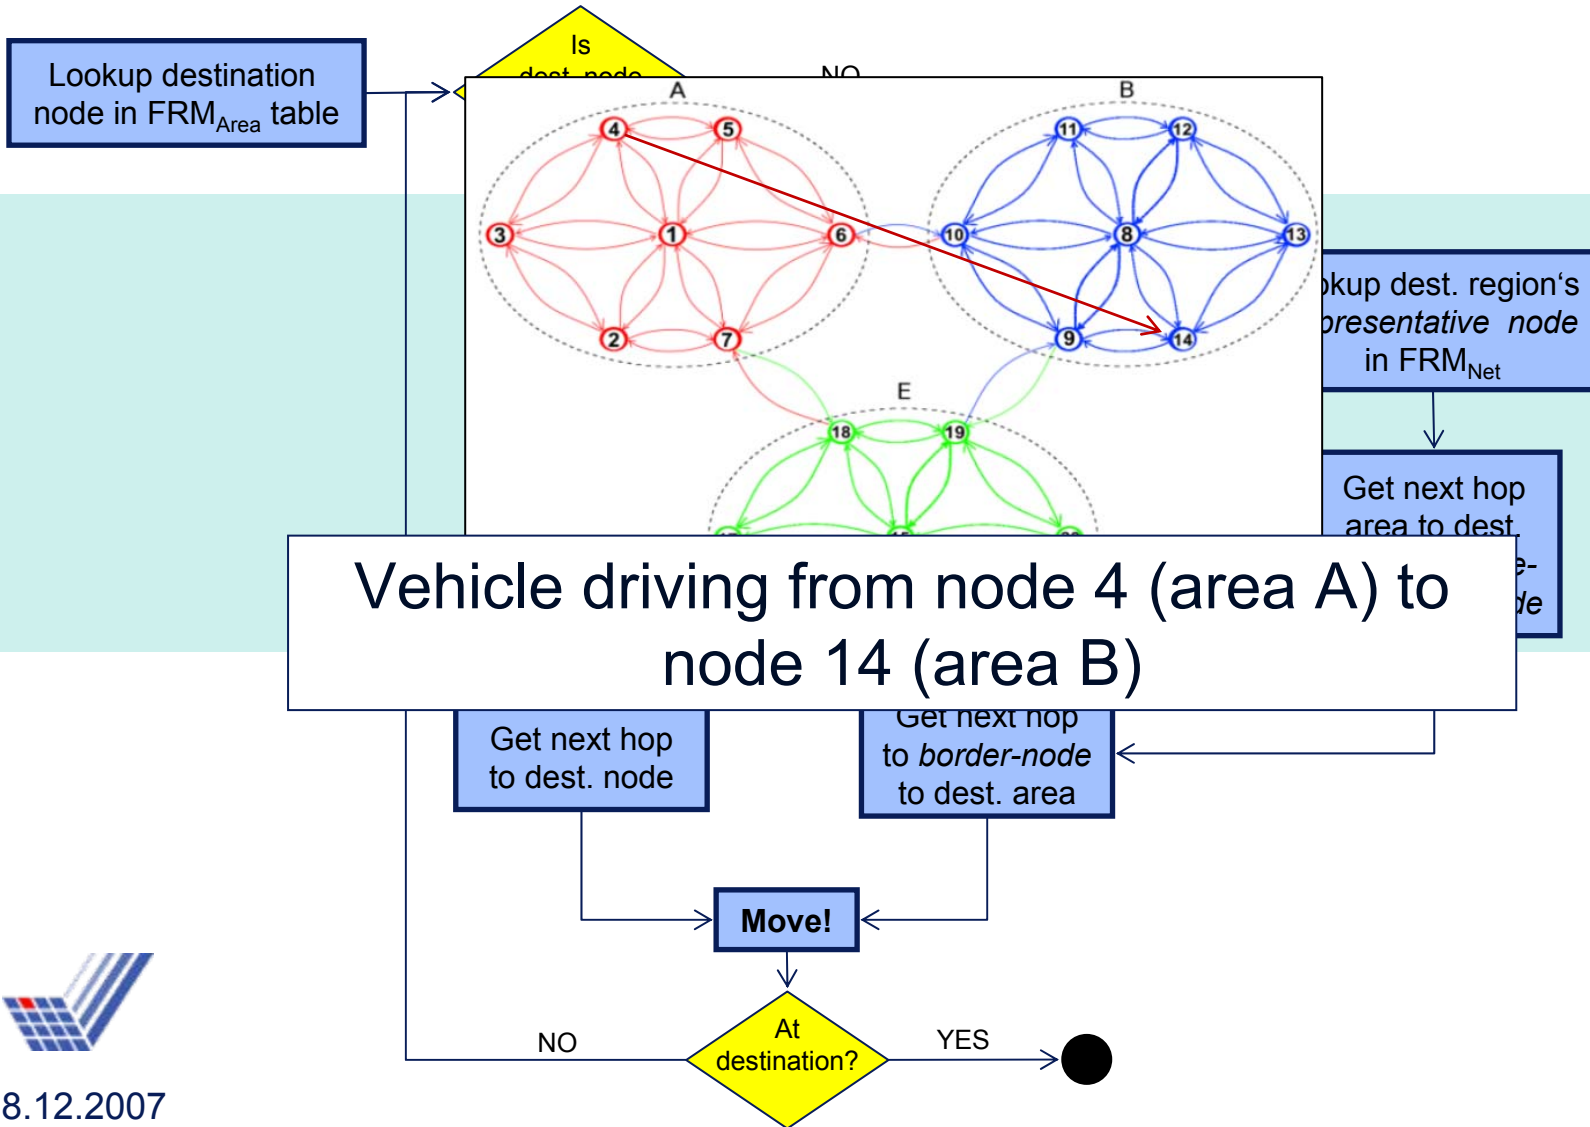 Lookup destination
node in FRMArea table
Is
dest. node
NO
A
B
4
5
11
12
3
1
6
10
8
13
2
7
9
14
E
18
19
okup dest. region's
presentative node
in FRMNet
Get next hop
area to dest.
Vehicle driving from node 4 (area A) to
node 14 (area B)
Get next hop
to dest. node
Get next hop
to border-node
to dest. area
Move!
At
destination?
NO
YES
8.12.2007